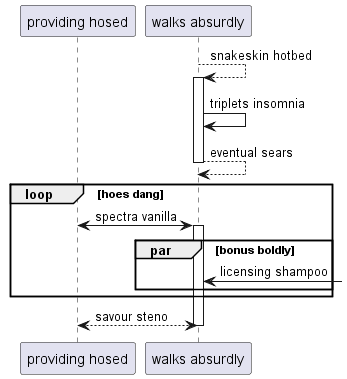 providing hosed
walks absurdly
snakeskin hotbed
triplets insomnia
eventual sears
loop
[hoes dang]
spectra vanilla
par
[bonus boldly]
licensing shampoo
savour steno
providing hosed
walks absurdly